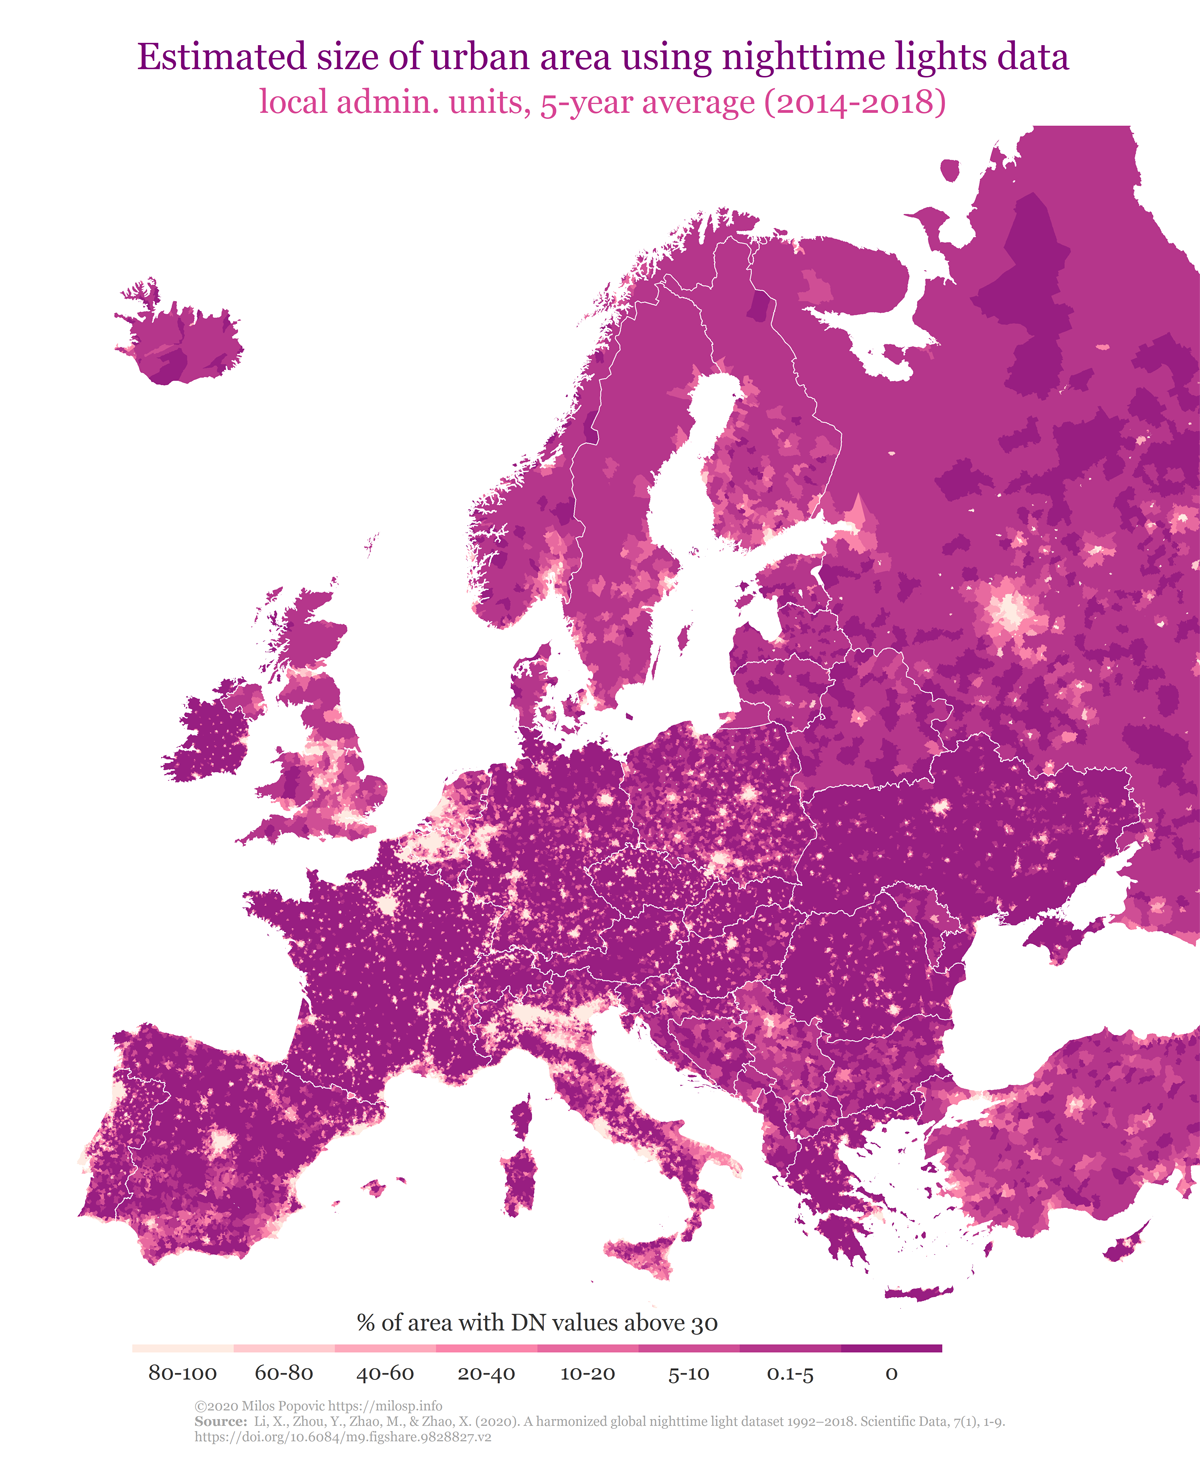 Estimated size of urban area using nighttime lights data
local admin. units, 5-year average (2014-2018)
% of area with DN values above 30
80-100 60-80 40-60 20-40 10-20 5-10 0.1-5 0
©2020 Milos Popovic https://milosp.info
Source: Li, X., Zhou, Y., Zhao, M., & Zhao, X. (2020). A harmonized global nighttime light dataset 1992–2018. Scientific Data, 7(1), 1-9.
https://doi.org/10.6084/m9.figshare.9828827.v2